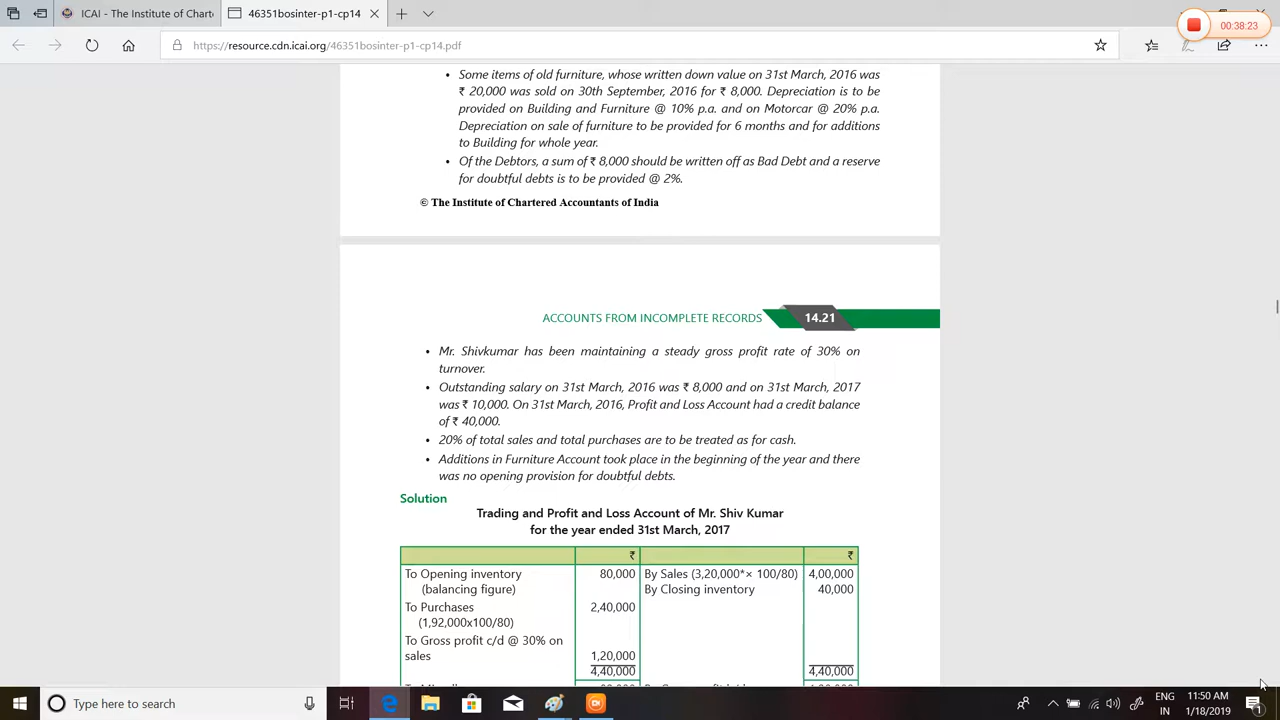 ICAI - The Institute of Chart
46351bosinter-p1-cp14
00:38:23
https://resource.cdn.icai.org/46351bosinter-p1-cp14.pdf
• Some items of old furniture, whose written down value on 31st March, 2016 was
₹ 20,000 was sold on 30th September, 2016 for ₹ 8,000. Depreciation is to be
provided on Building and Furniture @ 10% p.a. and on Motorcar @ 20% p.a.
Depreciation on sale of furniture to be provided for 6 months and for additions
to Building for whole year.
• Of the Debtors, a sum of ₹ 8,000 should be written off as Bad Debt and a reserve
for doubtful debts is to be provided @ 2%.
© The Institute of Chartered Accountants of India
ACCOUNTS FROM INCOMPLETE RECORDS 14.21
• Mr. Shivkumar has been maintaining a steady gross profit rate of 30% on
turnover.
• Outstanding salary on 31st March, 2016 was ₹ 8,000 and on 31st March, 2017
was ₹ 10,000. On 31st March, 2016, Profit and Loss Account had a credit balance
of ₹ 40,000.
• 20% of total sales and total purchases are to be treated as for cash.
• Additions in Furniture Account took place in the beginning of the year and there
was no opening provision for doubtful debts.
Solution
Trading and Profit and Loss Account of Mr. Shiv Kumar
for the year ended 31st March, 2017
₹ ₹
To Opening inventory 80,000 By Sales (3,20,000*× 100/80) 4,00,000
(balancing figure) By Closing inventory 40,000
To Purchases 2,40,000
(1,92,000x100/80)
To Gross profit c/d @ 30% on
sales 1,20,000
4,40,000 4,40,000
Type here to search
ENG 11:50 AM
IN 1/18/2019